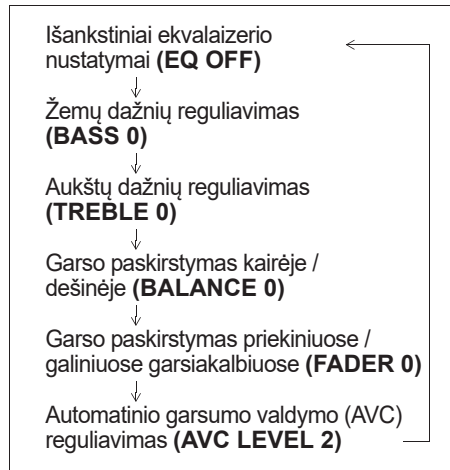 Išankstiniai ekvalaizerio
nustatymai (EQ OFF)
Žemų dažnių reguliavimas
(BASS 0)
Aukštų dažnių reguliavimas
(TREBLE 0)
Garso paskirstymas kairėje /
dešinėje (BALANCE 0)
Garso paskirstymas priekiniuose /
galiniuose garsiakalbiuose (FADER 0)
Automatinio garsumo valdymo (AVC)
reguliavimas (AVC LEVEL 2)